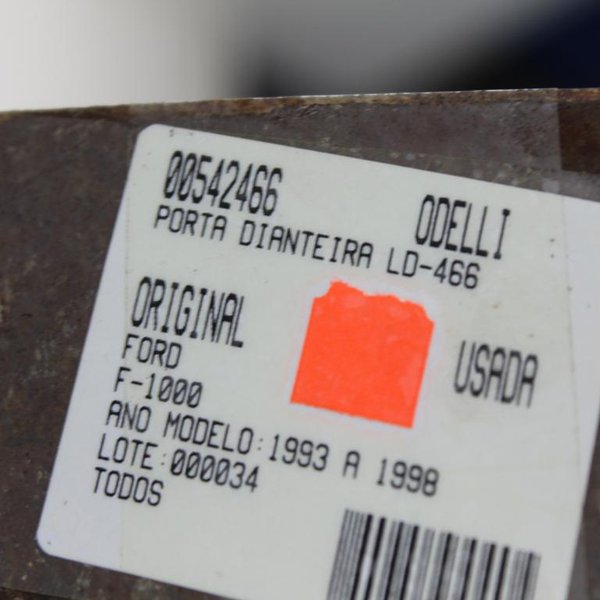 00542466 ODELLI
PORTA DIANTEIRA LD-466
ORIGINAL USADA
FORD
F-1000
ANO MODELO:1993 A 1998
LOTE:000034
TODOS